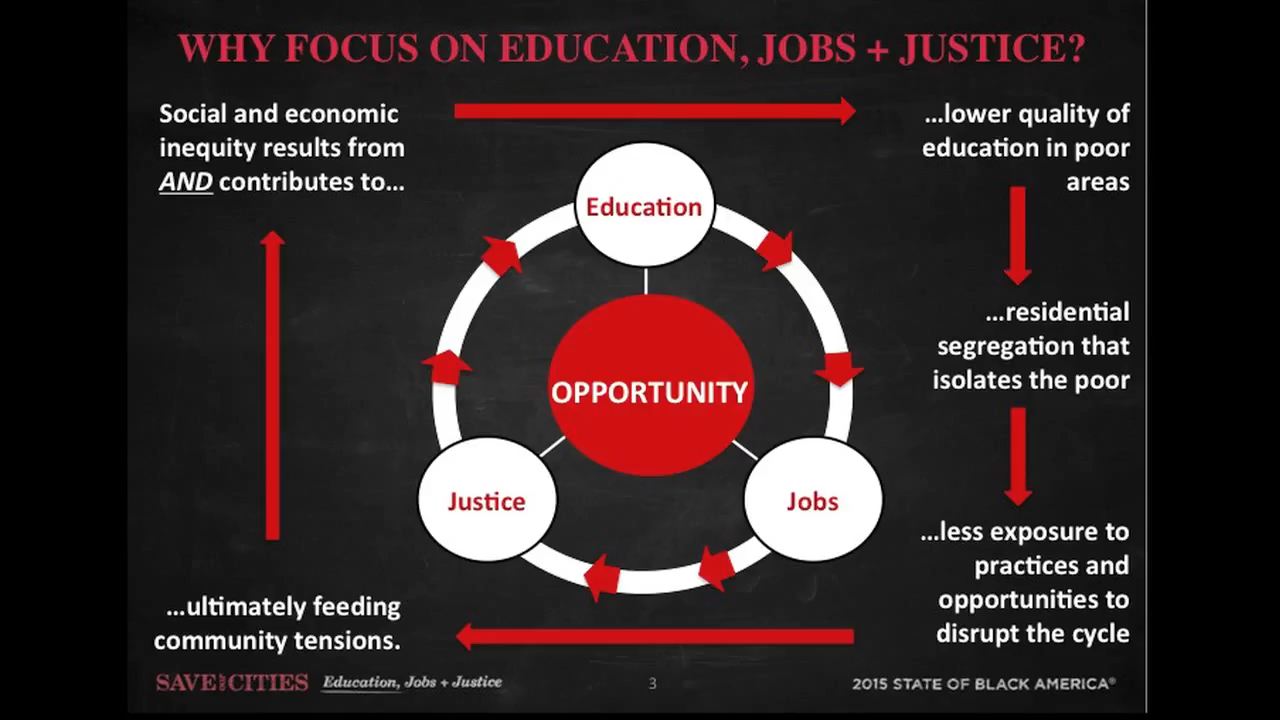 WHY FOCUS ON EDUCATION, JOBS + JUSTICE?
Social and economic
inequity results from
AND contributes to...
...lower quality of
education in poor
areas
...residential
segregation that
isolates the poor
...less exposure to
practices and
opportunities to
disrupt the cycle
...ultimately feeding
community tensions.
Education
OPPORTUNITY
Justice
Jobs
SAVE OUR CITIES Education, Jobs + Justice
3
2015 STATE OF BLACK AMERICA®